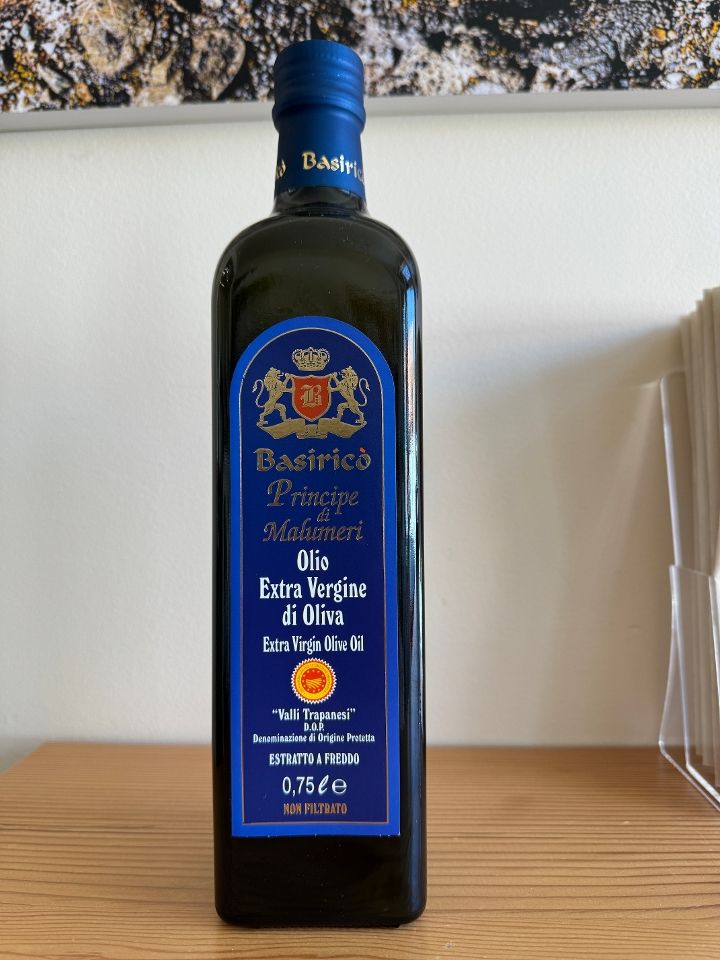 Basirico
B
Basiricò
Principe
di
Malumeri
Olio
Extra Vergine
di Oliva
Extra Virgin Olive Oil
"Valli Trapanesi"
D.O.P.
Denominazione di Origine Protetta
ESTRATTO A FREDDO
0,75 ℓ e
NON FILTRATO